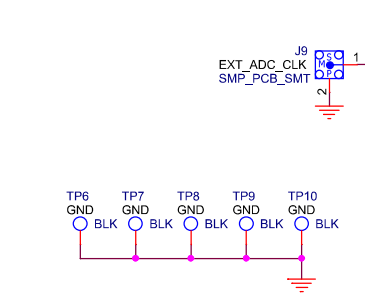 J9
EXT_ADC_CLK
SMP_PCB_SMT
S
M
P
1
2
TP6 TP7 TP8 TP9 TP10
GND GND GND GND GND
BLK BLK BLK BLK BLK